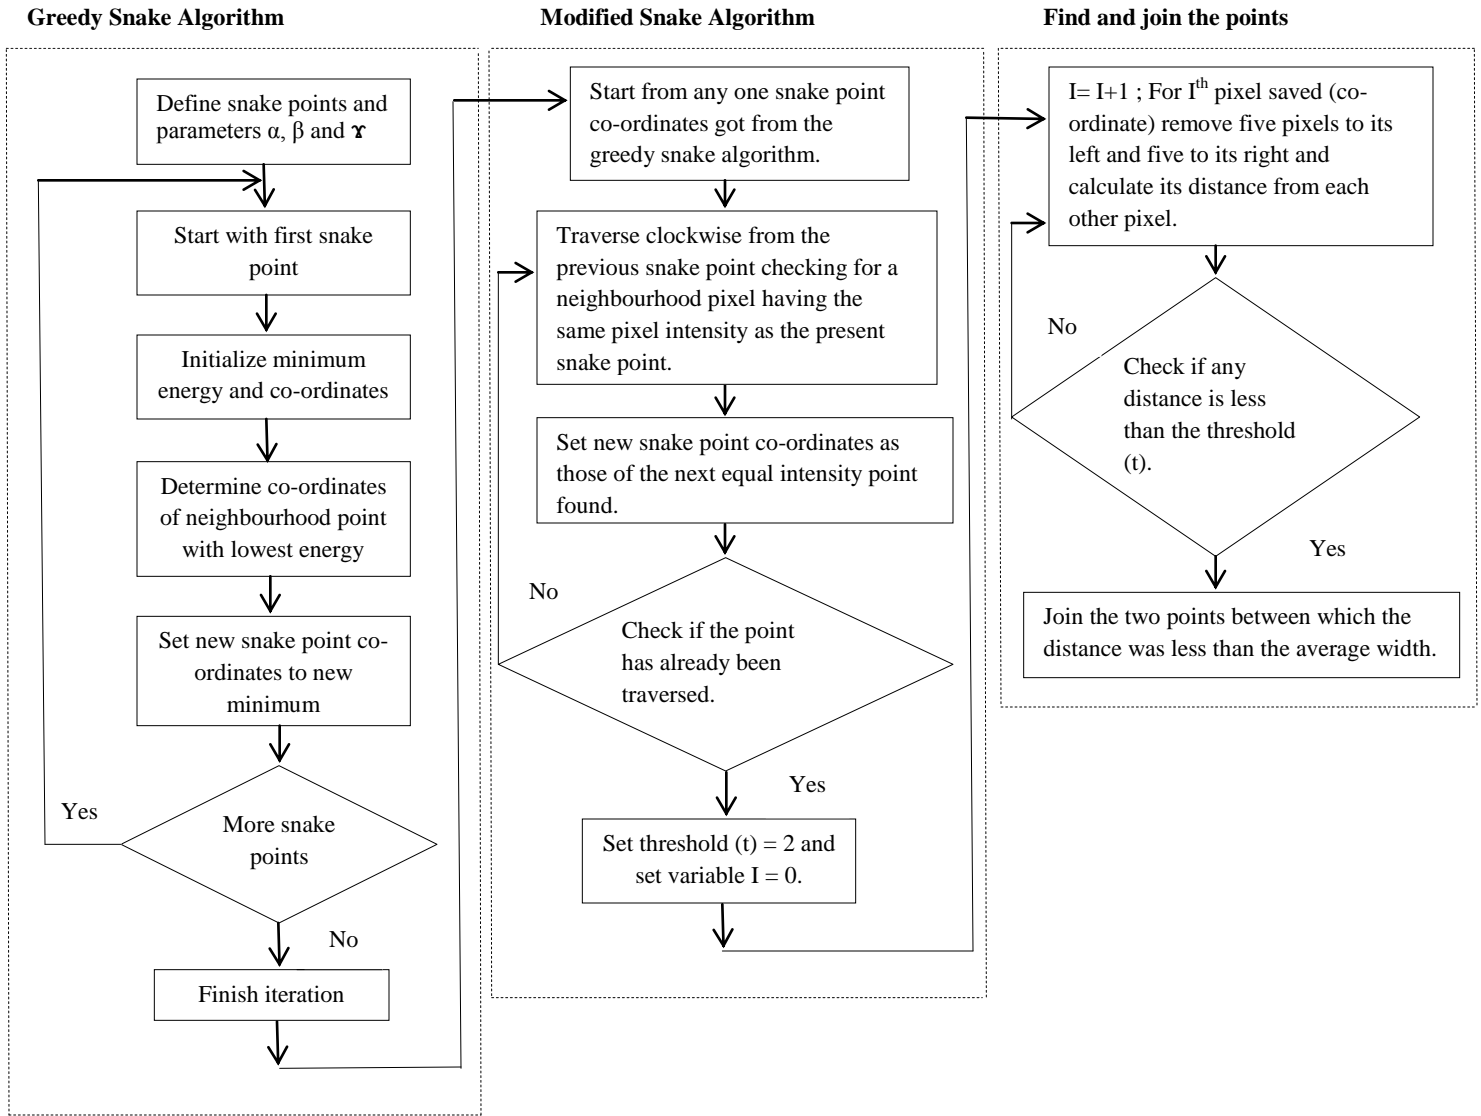 Greedy Snake Algorithm
Define snake points and
parameters α, β and ϒ
Start with first snake
point
Initialize minimum
energy and co-ordinates
Determine co-ordinates
of neighbourhood point
with lowest energy
Set new snake point co-
ordinates to new
minimum
Yes
More snake
points
No
Finish iteration
Modified Snake Algorithm
Start from any one snake point
co-ordinates got from the
greedy snake algorithm.
Traverse clockwise from the
previous snake point checking for a
neighbourhood pixel having the
same pixel intensity as the present
snake point.
Set new snake point co-ordinates as
those of the next equal intensity point
found.
No
Check if the point
has already been
traversed.
Yes
Set threshold (t) = 2 and
set variable I = 0.
Find and join the points
I= I+1 ; For Ith pixel saved (co-
ordinate) remove five pixels to its
left and five to its right and
calculate its distance from each
other pixel.
No
Check if any
distance is less
than the threshold
(t).
Yes
Join the two points between which the
distance was less than the average width.